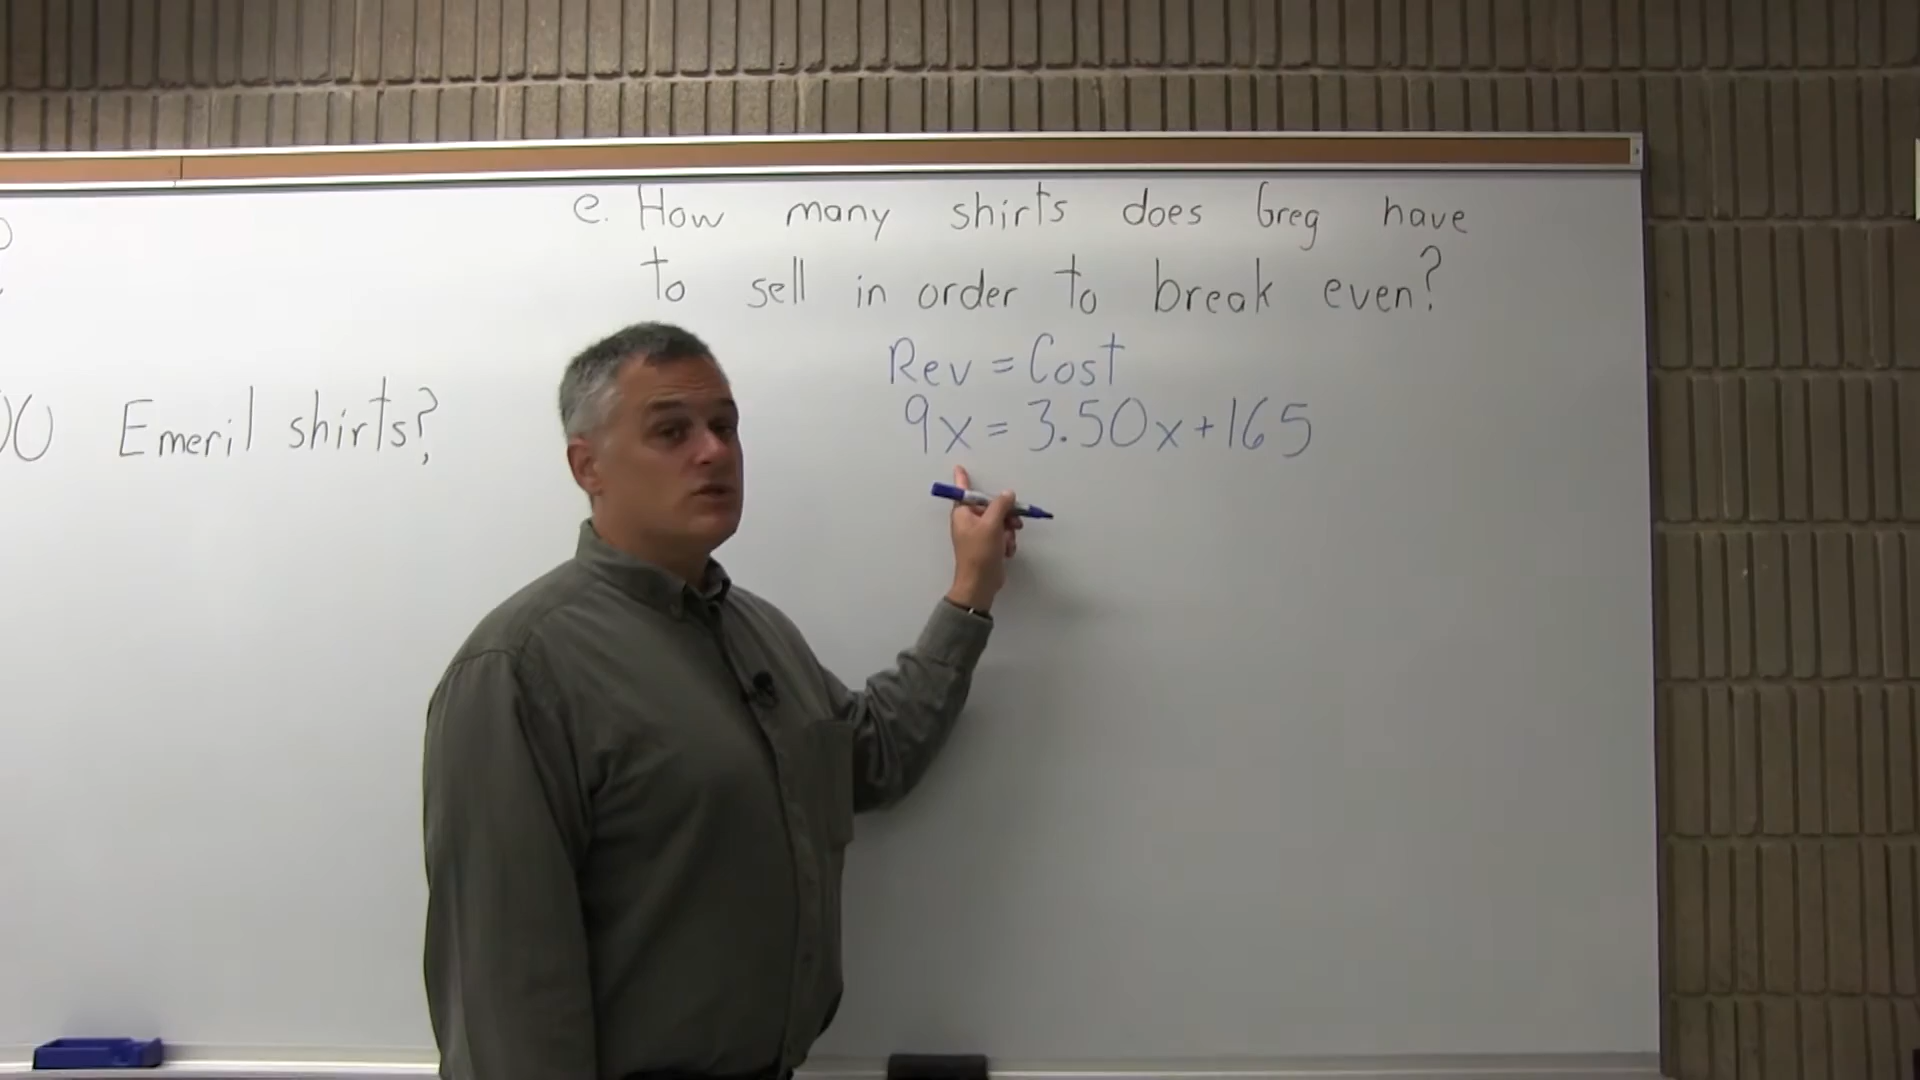 e. How many shirts does Greg have
to sell in order to break even?
Rev = Cost
9x = 3.50x+165
Emeril shirts?